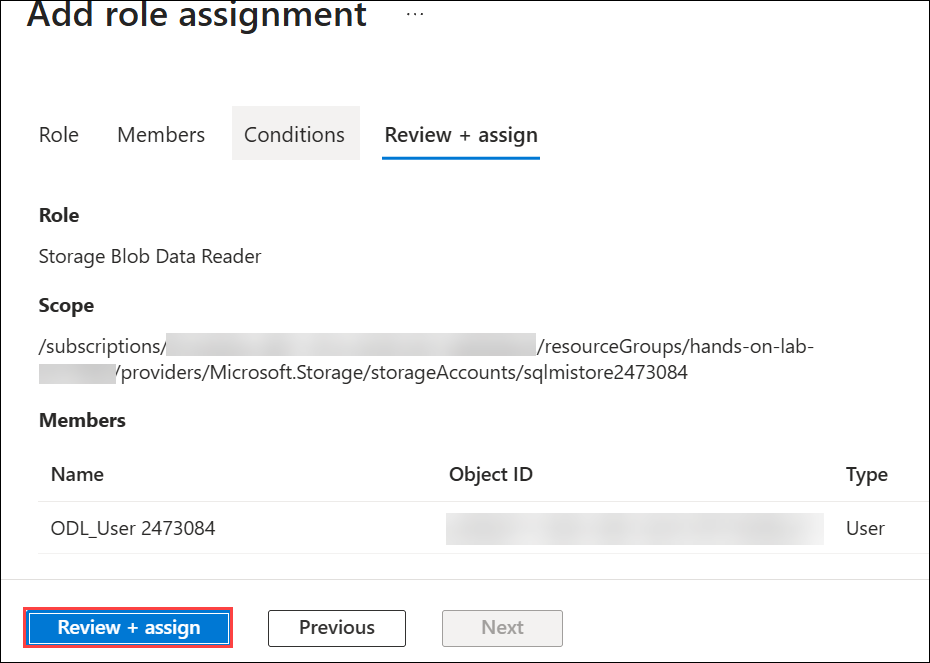 Add role assignment ...
Role Members Conditions Review + assign
Role
Storage Blob Data Reader
Scope
/subscriptions/ /resourceGroups/hands-on-lab-
/providers/Microsoft.Storage/storageAccounts/sqlmistore2473084
Members
Name Object ID Type
ODL_User 2473084 User
Review + assign Previous Next